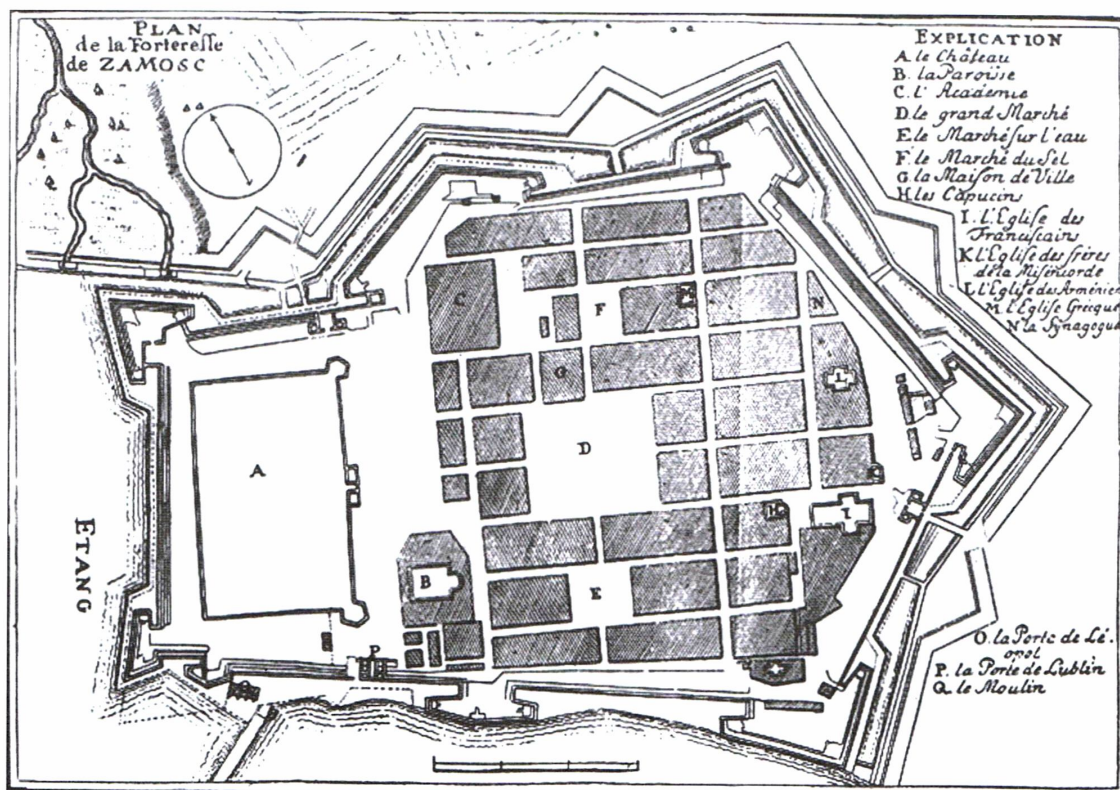 PLAN
de la Forteresse
de ZAMOSC
EXPLICATION
A. le Château
B. la Paroisse
C. l'Academie
D. le grand Marché
E. le Marché sur l'eau
F. le Marché du Sel
G. la Maison de Ville
H. les Capucins
I. l'Eglise des
Franciscains
K l'Eglise des frères
de la Misericorde
L l'Eglise des Arméniens
M. l'Eglise Grecque
N la Synagogue
C
F
M
N
G
L
D
A
H
I
B
E
P
ETANG
O. la Porte de Lé-
opol
P. la Porte de Lublin
Q. le Moulin